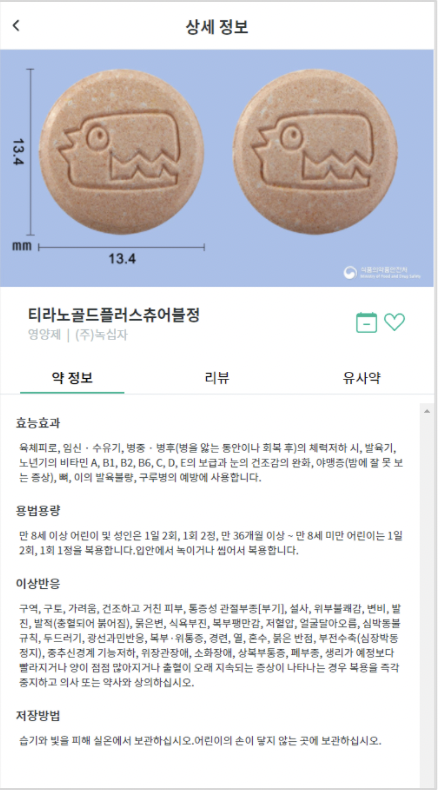 상세 정보
13.4
mm
13.4
식품의약품안전처
Ministry of Food and Drug Safety
티라노골드플러스츄어블정
영양제 | (주)녹십자
약 정보
리뷰
유사약
효능효과
육체피로, 임신 · 수유기, 병중 · 병후(병을 앓는 동안이나 회복 후)의 체력저하 시, 발육기,
노년기의 비타민 A, B1, B2, B6, C, D, E의 보급과 눈의 건조감의 완화, 야맹증(밤에 잘 못 보
는 증상), 뼈, 이의 발육불량, 구루병의 예방에 사용합니다.
용법용량
만 8세 이상 어린이 및 성인은 1일 2회, 1회 2정, 만 36개월 이상 ~ 만 8세 미만 어린이는 1일
2회, 1회 1정을 복용합니다.입안에서 녹이거나 씹어서 복용합니다.
이상반응
구역, 구토, 가려움, 건조하고 거친 피부, 통증성 관절부종[부기], 설사, 위부불쾌감, 변비, 발
진, 발적(충혈되어 붉어짐), 묽은변, 식욕부진, 복부팽만감, 저혈압, 얼굴달아오름, 심박동불
규칙, 두드러기, 광선과민반응, 복부·위통증, 경련, 열, 혼수, 붉은 반점, 부전수축(심장박동
정지), 중추신경계 기능저하, 위장관장애, 소화장애, 상복부통증, 폐부종, 생리가 예정보다
빨라지거나 양이 점점 많아지거나 출혈이 오래 지속되는 증상이 나타나는 경우 복용을 즉각
중지하고 의사 또는 약사와 상의하십시오.
저장방법
습기와 빛을 피해 실온에서 보관하십시오.어린이의 손이 닿지 않는 곳에 보관하십시오.